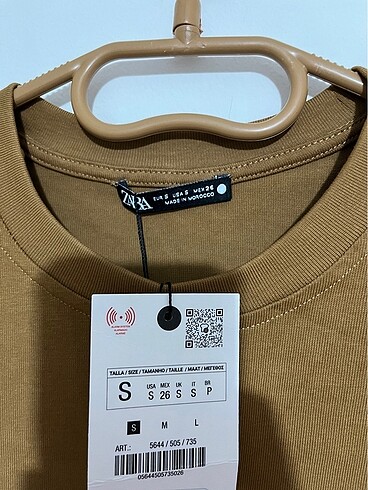 ZARA
EUR S USA S MEX 26
MADE IN MOROCCO
TALLA / SIZE / TAMANHO / TAILLE / MAAT / ΜΕΓΕΘΟΣ
S
USA MEX UK IT BR
S 26 S S P
S M L
ART.: 5644 / 505 / 735
05644505735026